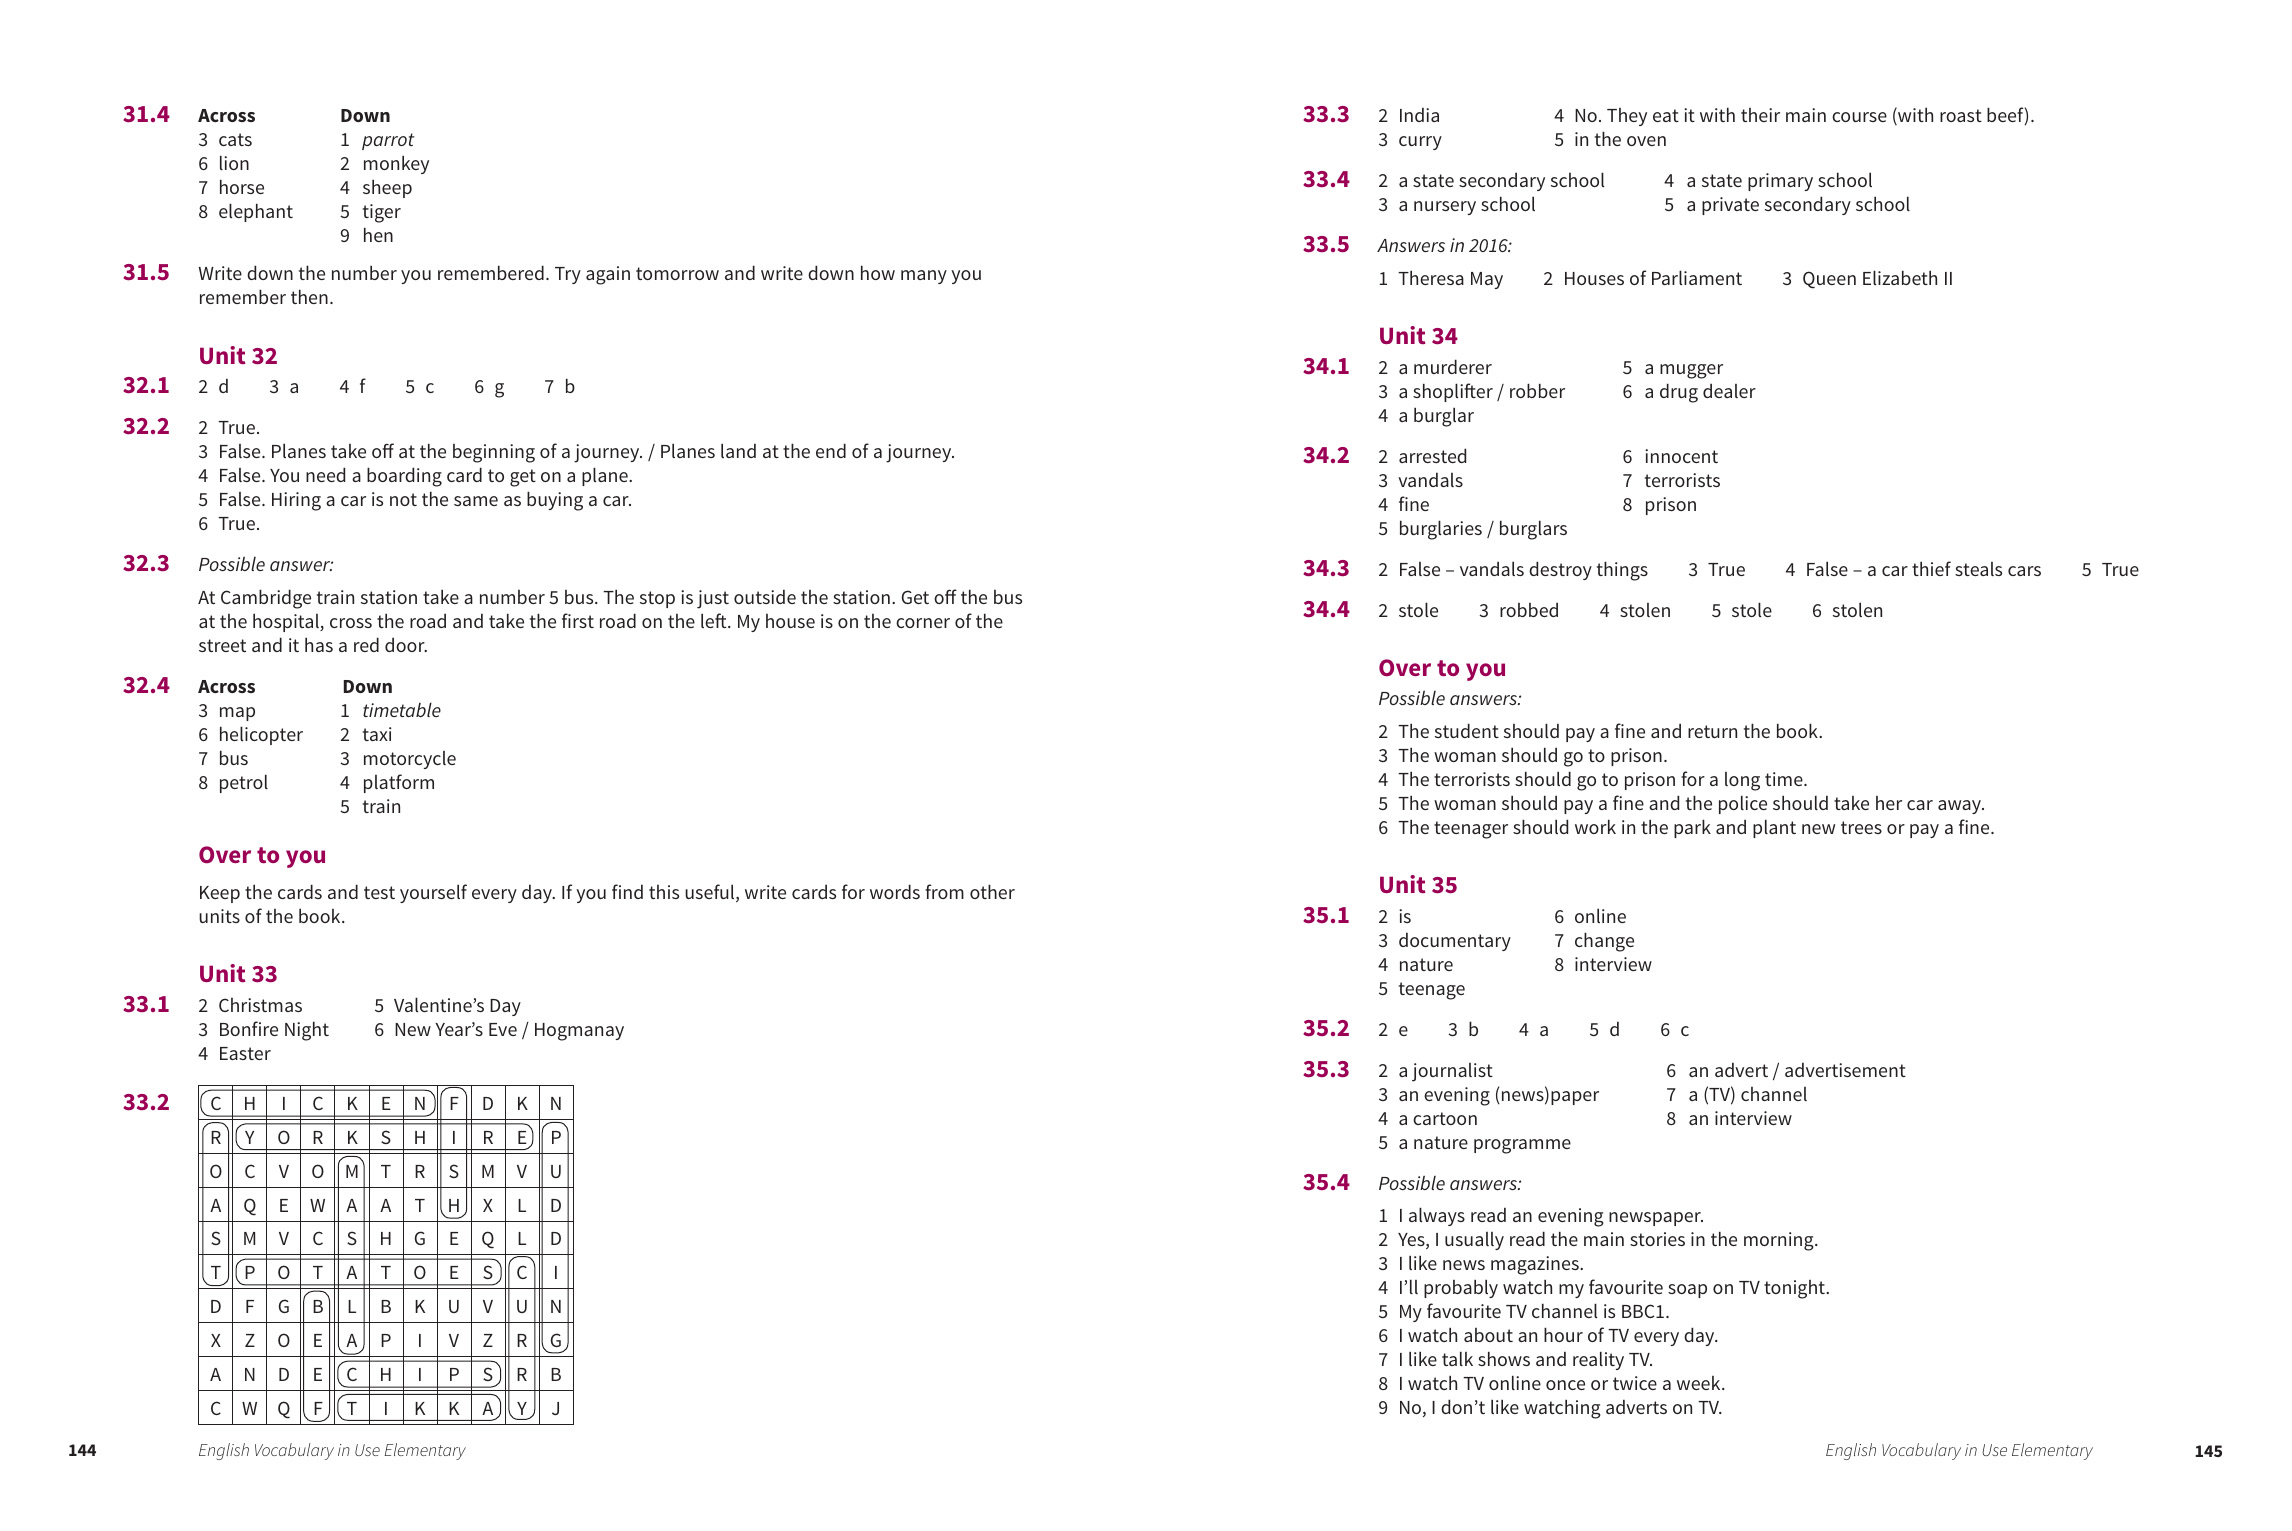 31.4 Across Down
3 cats 1 parrot
6 lion 2 monkey
7 horse 4 sheep
8 elephant 5 tiger
9 hen
31.5 Write down the number you remembered. Try again tomorrow and write down how many you
remember then.
Unit 32
32.1 2 d 3 a 4 f 5 c 6 g 7 b
32.2 2 True.
3 False. Planes take off at the beginning of a journey. / Planes land at the end of a journey.
4 False. You need a boarding card to get on a plane.
5 False. Hiring a car is not the same as buying a car.
6 True.
32.3 Possible answer:
At Cambridge train station take a number 5 bus. The stop is just outside the station. Get off the bus
at the hospital, cross the road and take the first road on the left. My house is on the corner of the
street and it has a red door.
32.4 Across Down
3 map 1 timetable
6 helicopter 2 taxi
7 bus 3 motorcycle
8 petrol 4 platform
5 train
Over to you
Keep the cards and test yourself every day. If you find this useful, write cards for words from other
units of the book.
Unit 33
33.1 2 Christmas 5 Valentine’s Day
3 Bonfire Night 6 New Year’s Eve / Hogmanay
4 Easter
33.2 C H I C K E N F D K N
R Y O R K S H I R E P
O C V O M T R S M V U
A Q E W A A T H X L D
S M V C S H G E Q L D
T P O T A T O E S C I
D F G B L B K U V U N
X Z O E A P I V Z R G
A N D E C H I P S R B
C W Q F T I K K A Y J
144 English Vocabulary in Use Elementary
33.3 2 India 4 No. They eat it with their main course (with roast beef).
3 curry 5 in the oven
33.4 2 a state secondary school 4 a state primary school
3 a nursery school 5 a private secondary school
33.5 Answers in 2016:
1 Theresa May 2 Houses of Parliament 3 Queen Elizabeth II
Unit 34
34.1 2 a murderer 5 a mugger
3 a shoplifter / robber 6 a drug dealer
4 a burglar
34.2 2 arrested 6 innocent
3 vandals 7 terrorists
4 fine 8 prison
5 burglaries / burglars
34.3 2 False – vandals destroy things 3 True 4 False – a car thief steals cars 5 True
34.4 2 stole 3 robbed 4 stolen 5 stole 6 stolen
Over to you
Possible answers:
2 The student should pay a fine and return the book.
3 The woman should go to prison.
4 The terrorists should go to prison for a long time.
5 The woman should pay a fine and the police should take her car away.
6 The teenager should work in the park and plant new trees or pay a fine.
Unit 35
35.1 2 is 6 online
3 documentary 7 change
4 nature 8 interview
5 teenage
35.2 2 e 3 b 4 a 5 d 6 c
35.3 2 a journalist 6 an advert / advertisement
3 an evening (news)paper 7 a (TV) channel
4 a cartoon 8 an interview
5 a nature programme
35.4 Possible answers:
1 I always read an evening newspaper.
2 Yes, I usually read the main stories in the morning.
3 I like news magazines.
4 I’ll probably watch my favourite soap on TV tonight.
5 My favourite TV channel is BBC1.
6 I watch about an hour of TV every day.
7 I like talk shows and reality TV.
8 I watch TV online once or twice a week.
9 No, I don’t like watching adverts on TV.
English Vocabulary in Use Elementary 145